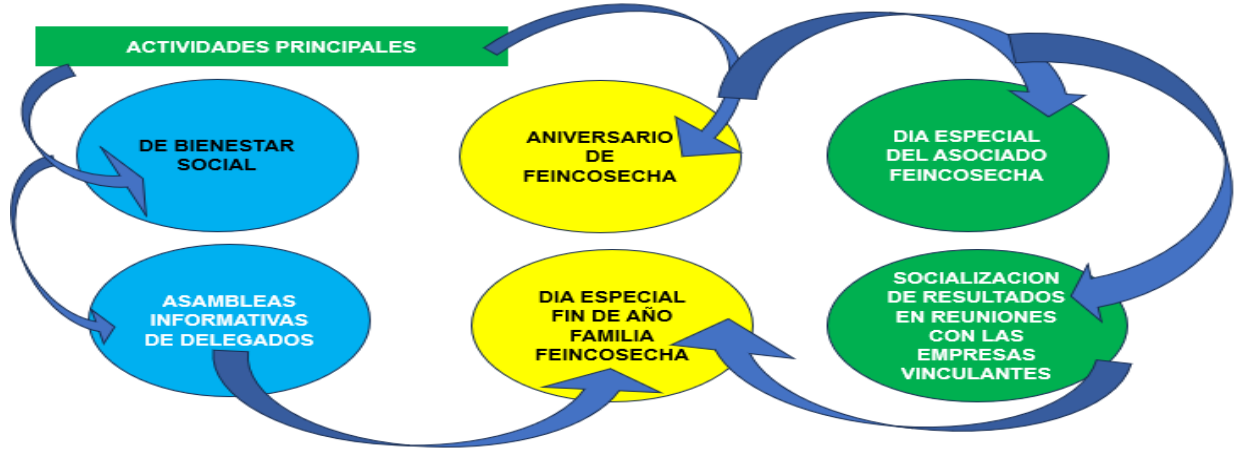 ACTIVIDADES PRINCIPALES
DE BIENESTAR
SOCIAL
ANIVERSARIO
DE
FEINCOSECHA
DIA ESPECIAL
DEL ASOCIADO
FEINCOSECHA
ASAMBLEAS
INFORMATIVAS
DE DELEGADOS
DIA ESPECIAL
FIN DE AÑO
FAMILIA
FEINCOSECHA
SOCIALIZACION
DE RESULTADOS
EN REUNIONES
CON LAS
EMPRESAS
VINCULANTES